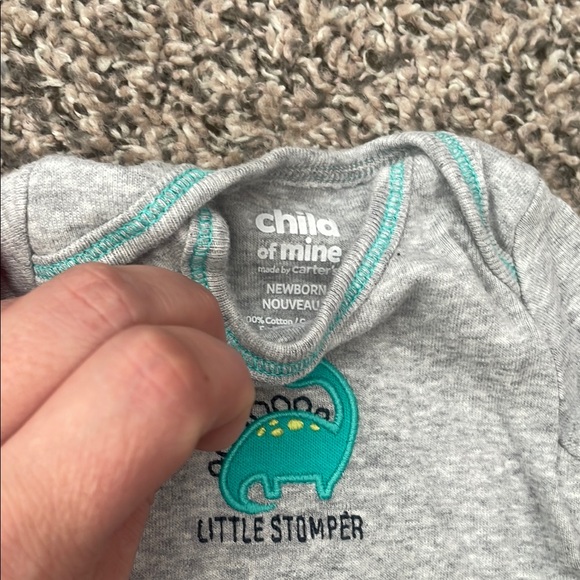 child
of mine
made by carter's
NEWBORN
NOUVEAU
100% Cotton /
LITTLE STOMPER